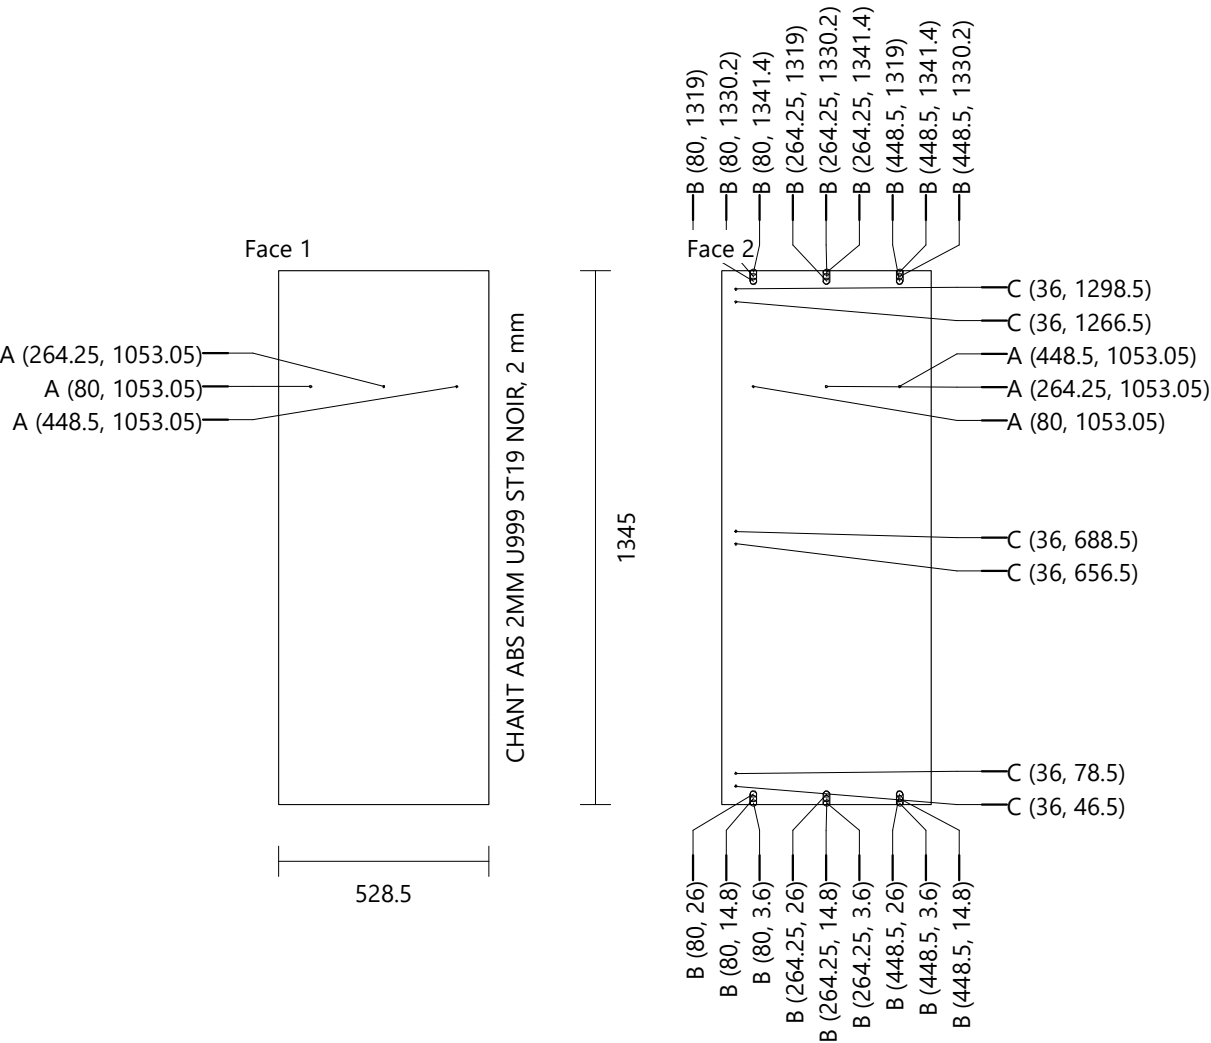 B (80, 1319)
B (80, 1330.2)
B (80, 1341.4)
B (264.25, 1319)
B (264.25, 1330.2)
B (264.25, 1341.4)
B (448.5, 1319)
B (448.5, 1341.4)
B (448.5, 1330.2)
Face 1
Face 2
A (264.25, 1053.05)
A (80, 1053.05)
A (448.5, 1053.05)
CHANT ABS 2MM U999 ST19 NOIR, 2 mm
1345
528.5
C (36, 1298.5)
C (36, 1266.5)
A (448.5, 1053.05)
A (264.25, 1053.05)
A (80, 1053.05)
C (36, 688.5)
C (36, 656.5)
C (36, 78.5)
C (36, 46.5)
B (80, 26)
B (80, 14.8)
B (80, 3.6)
B (264.25, 26)
B (264.25, 14.8)
B (264.25, 3.6)
B (448.5, 26)
B (448.5, 3.6)
B (448.5, 14.8)